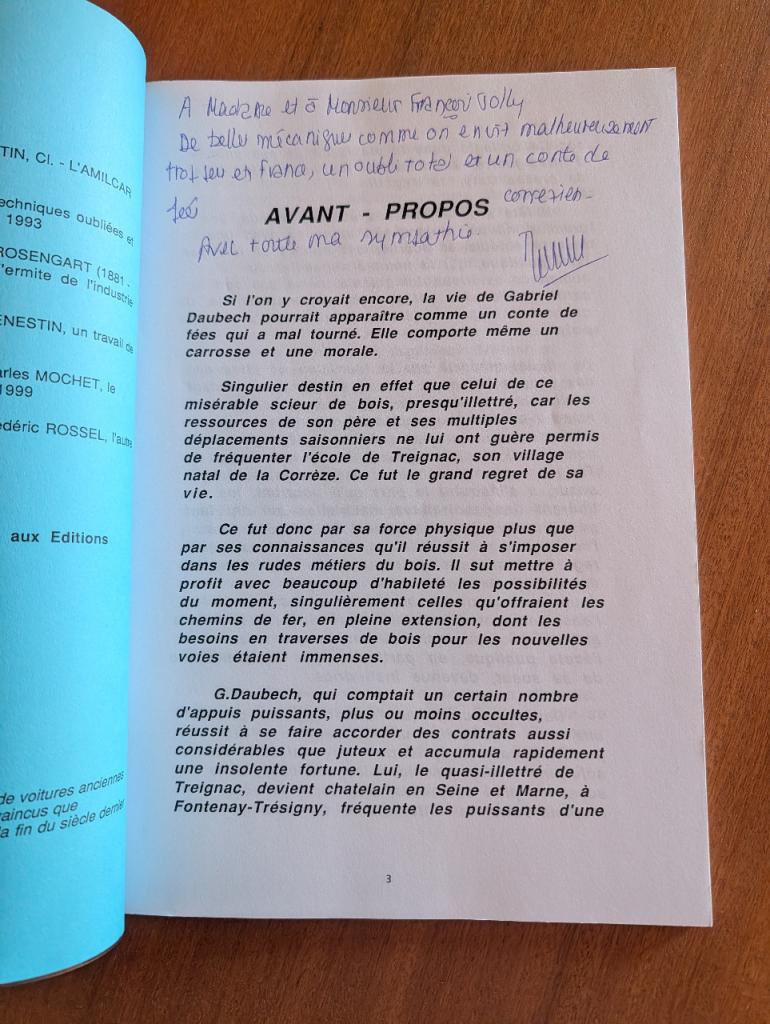 TIN, Cl. - L'AMILCAR
echniques oubliées et
1993
ROSENGART (1881 -
'ermite de l'industrie
ENESTIN, un travail de
arles MOCHET, le
1999
édéric ROSSEL, l'autre
aux Editions
de voitures anciennes
vaincus que
la fin du siècle dernier
A Madame et à Monsieur François Jolly
De belle mécanique comme on en vit malheureusement
trop peu en France, un oubli total et un conte de
feé correzien.
AVANT - PROPOS
Avec toute ma sympathie.
Si l'on y croyait encore, la vie de Gabriel
Daubech pourrait apparaître comme un conte de
fées qui a mal tourné. Elle comporte même un
carrosse et une morale.
Singulier destin en effet que celui de ce
misérable scieur de bois, presqu'illettré, car les
ressources de son père et ses multiples
déplacements saisonniers ne lui ont guère permis
de fréquenter l'école de Treignac, son village
natal de la Corrèze. Ce fut le grand regret de sa
vie.
Ce fut donc par sa force physique plus que
par ses connaissances qu'il réussit à s'imposer
dans les rudes métiers du bois. Il sut mettre à
profit avec beaucoup d'habileté les possibilités
du moment, singulièrement celles qu'offraient les
chemins de fer, en pleine extension, dont les
besoins en traverses de bois pour les nouvelles
voies étaient immenses.
G.Daubech, qui comptait un certain nombre
d'appuis puissants, plus ou moins occultes,
réussit à se faire accorder des contrats aussi
considérables que juteux et accumula rapidement
une insolente fortune. Lui, le quasi-illettré de
Treignac, devient chatelain en Seine et Marne, à
Fontenay-Trésigny, fréquente les puissants d'une
3